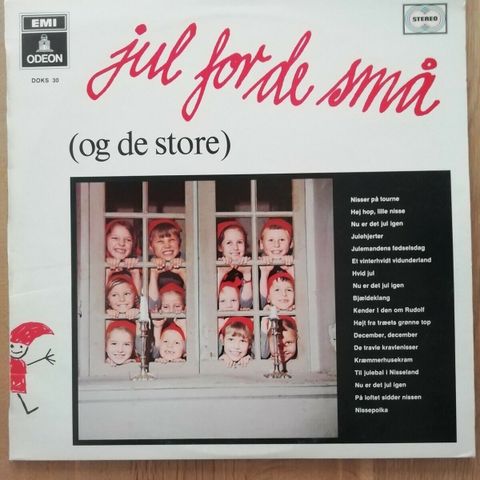 EMI
ODEON
DOKS 30
STEREO
jul for de små
(og de store)
Nisser på tourne
Hej hop, lille nisse
Nu er det jul igen
Julehjerter
Julemandens fødselsdag
Et vinterhvidt vidunderland
Hvid jul
Nu er det jul igen
Bjældeklang
Kender I den om Rudolf
Højt fra træets grønne top
December, december
De travle kravlenisser
Kræmmerhusekram
Til julebal i Nisseland
Nu er det jul igen
På loftet sidder nissen
Nissepolka